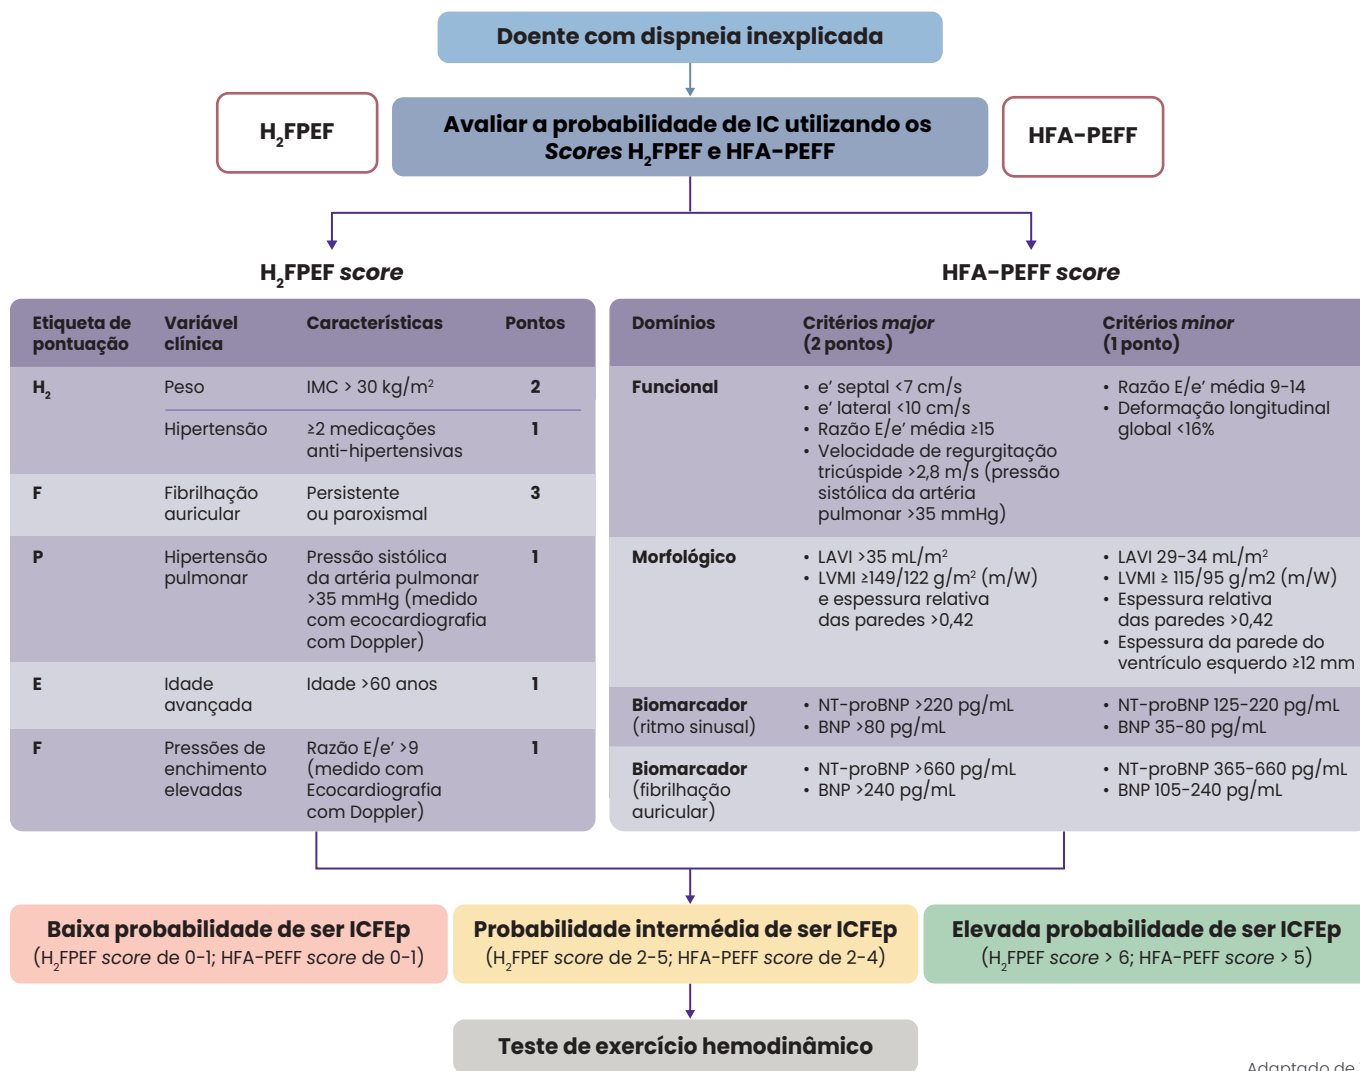 Doente com dispneia inexplicada
H₂FPEF
Avaliar a probabilidade de IC utilizando os
Scores H₂FPEF e HFA-PEFF
HFA-PEFF
H₂FPEF score
Etiqueta de
pontuação
Variável
clínica
Características
Pontos
H₂
Peso
IMC > 30 kg/m²
2
Hipertensão
≥2 medicações
anti-hipertensivas
1
F
Fibrilhação
auricular
Persistente
ou paroxismal
3
P
Hipertensão
pulmonar
Pressão sistólica
da artéria pulmonar
>35 mmHg (medido
com ecocardiografia
com Doppler)
1
E
Idade
avançada
Idade >60 anos
1
F
Pressões de
enchimento
elevadas
Razão E/e’ >9
(medido com
Ecocardiografia
com Doppler)
1
HFA-PEFF score
Domínios
Critérios major
(2 pontos)
Critérios minor
(1 ponto)
Funcional
• e’ septal <7 cm/s
• e’ lateral <10 cm/s
• Razão E/e’ média ≥15
• Velocidade de regurgitação
tricúspide >2,8 m/s (pressão
sistólica da artéria
pulmonar >35 mmHg)
• Razão E/e’ média 9-14
• Deformação longitudinal
global <16%
Morfológico
• LAVI >35 mL/m²
• LVMI ≥149/122 g/m² (m/W)
e espessura relativa
das paredes >0,42
• LAVI 29-34 mL/m²
• LVMI ≥ 115/95 g/m2 (m/W)
• Espessura relativa
das paredes >0,42
• Espessura da parede do
ventrículo esquerdo ≥12 mm
Biomarcador
(ritmo sinusal)
• NT-proBNP >220 pg/mL
• BNP >80 pg/mL
• NT-proBNP 125-220 pg/mL
• BNP 35-80 pg/mL
Biomarcador
(fibrilhação
auricular)
• NT-proBNP >660 pg/mL
• BNP >240 pg/mL
• NT-proBNP 365-660 pg/mL
• BNP 105-240 pg/mL
Baixa probabilidade de ser ICFEp
(H₂FPEF score de 0-1; HFA-PEFF score de 0-1)
Probabilidade intermédia de ser ICFEp
(H₂FPEF score de 2-5; HFA-PEFF score de 2-4)
Elevada probabilidade de ser ICFEp
(H₂FPEF score > 6; HFA-PEFF score > 5)
Teste de exercício hemodinâmico
Adaptado de